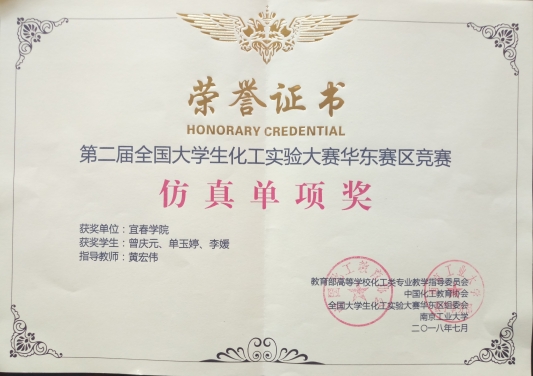 荣誉证书
HONORARY CREDENTIAL
第二届全国大学生化工实验大赛华东赛区竞赛
仿真单项奖
获奖单位：宜春学院
获奖学生：曾庆元、单玉婷、李媛
指导教师：黄宏伟
教育部高等学校化工类专业教学指导委员会
中国化工教育协会
全国大学生化工实验大赛华东区组委会
南京工业大学
二〇一八年七月